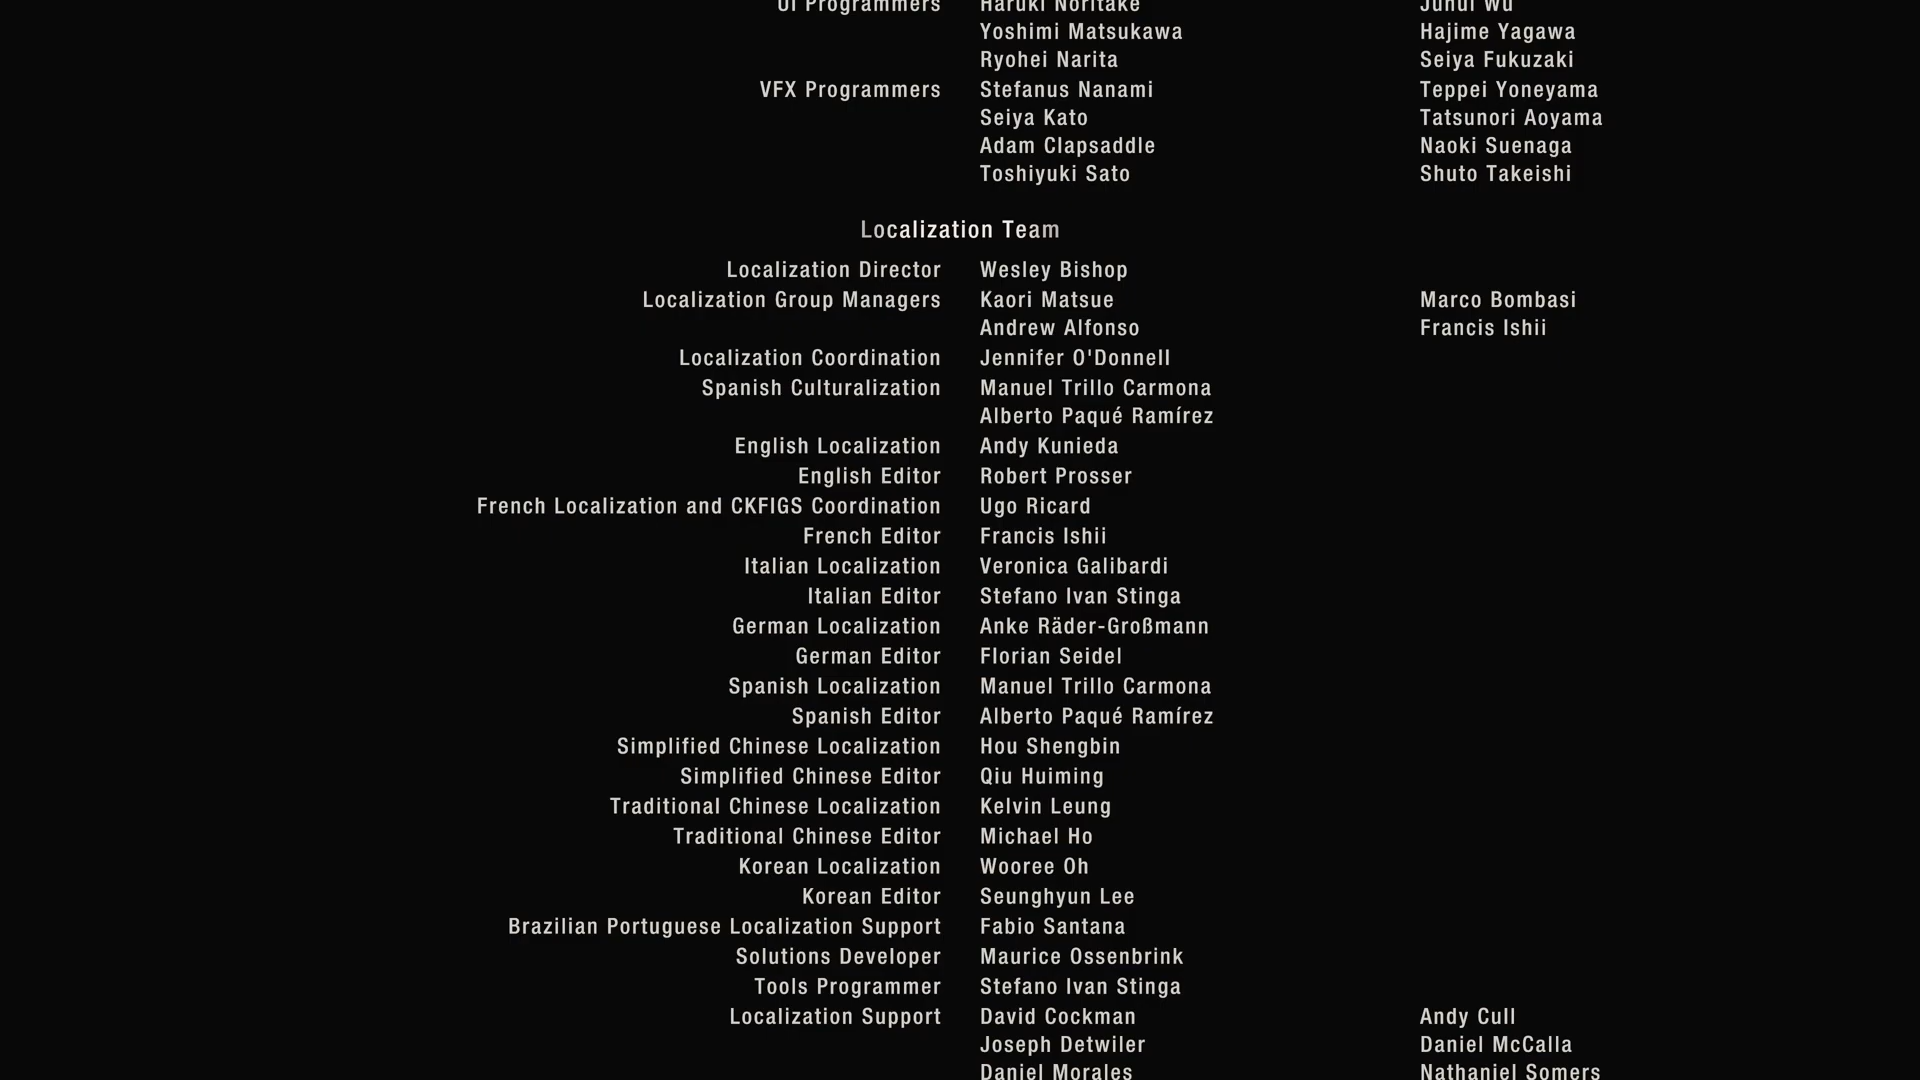 UI Programmers Haruki Noritake Junui Wu
Yoshimi Matsukawa Hajime Yagawa
Ryohei Narita Seiya Fukuzaki
VFX Programmers Stefanus Nanami Teppei Yoneyama
Seiya Kato Tatsunori Aoyama
Adam Clapsaddle Naoki Suenaga
Toshiyuki Sato Shuto Takeishi
Localization Team
Localization Director Wesley Bishop
Localization Group Managers Kaori Matsue Marco Bombasi
Andrew Alfonso Francis Ishii
Localization Coordination Jennifer O'Donnell
Spanish Culturalization Manuel Trillo Carmona
Alberto Paqué Ramírez
English Localization Andy Kunieda
English Editor Robert Prosser
French Localization and CKFIGS Coordination Ugo Ricard
French Editor Francis Ishii
Italian Localization Veronica Galibardi
Italian Editor Stefano Ivan Stinga
German Localization Anke Räder-Großmann
German Editor Florian Seidel
Spanish Localization Manuel Trillo Carmona
Spanish Editor Alberto Paqué Ramírez
Simplified Chinese Localization Hou Shengbin
Simplified Chinese Editor Qiu Huiming
Traditional Chinese Localization Kelvin Leung
Traditional Chinese Editor Michael Ho
Korean Localization Wooree Oh
Korean Editor Seunghyun Lee
Brazilian Portuguese Localization Support Fabio Santana
Solutions Developer Maurice Ossenbrink
Tools Programmer Stefano Ivan Stinga
Localization Support David Cockman Andy Cull
Joseph Detwiler Daniel McCalla
Daniel Morales Nathaniel Somers